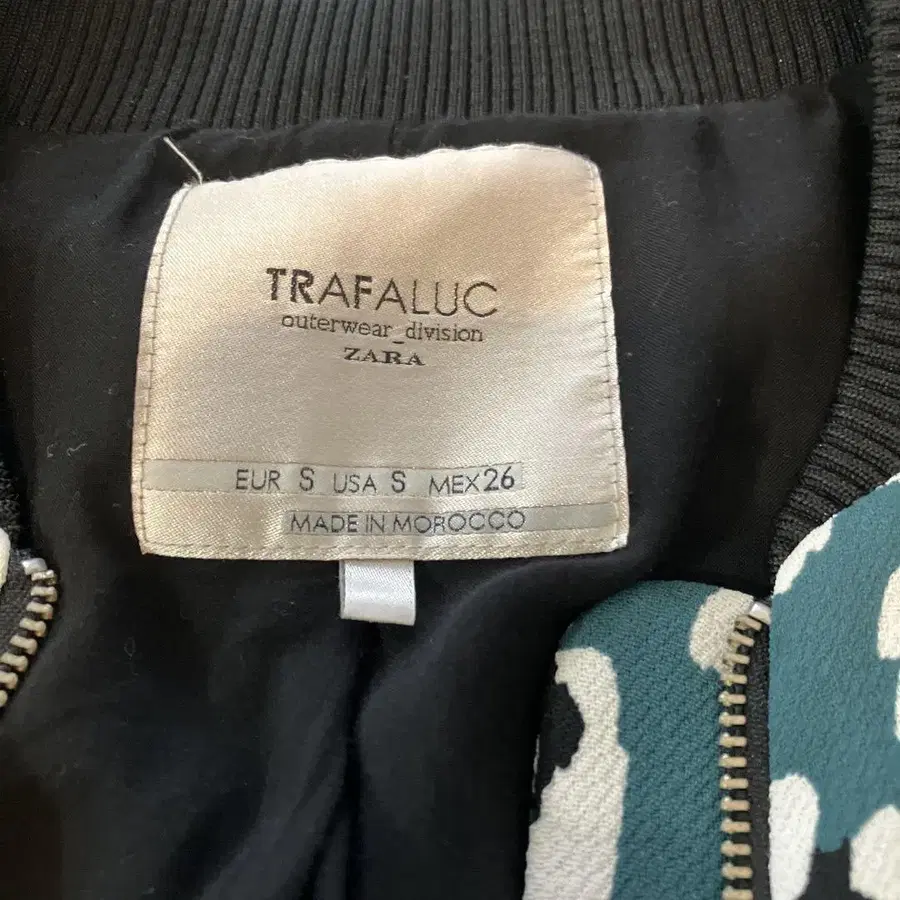 TRAFALUC
outerwear_division
ZARA
EUR S USA S MEX 26
MADE IN MOROCCO